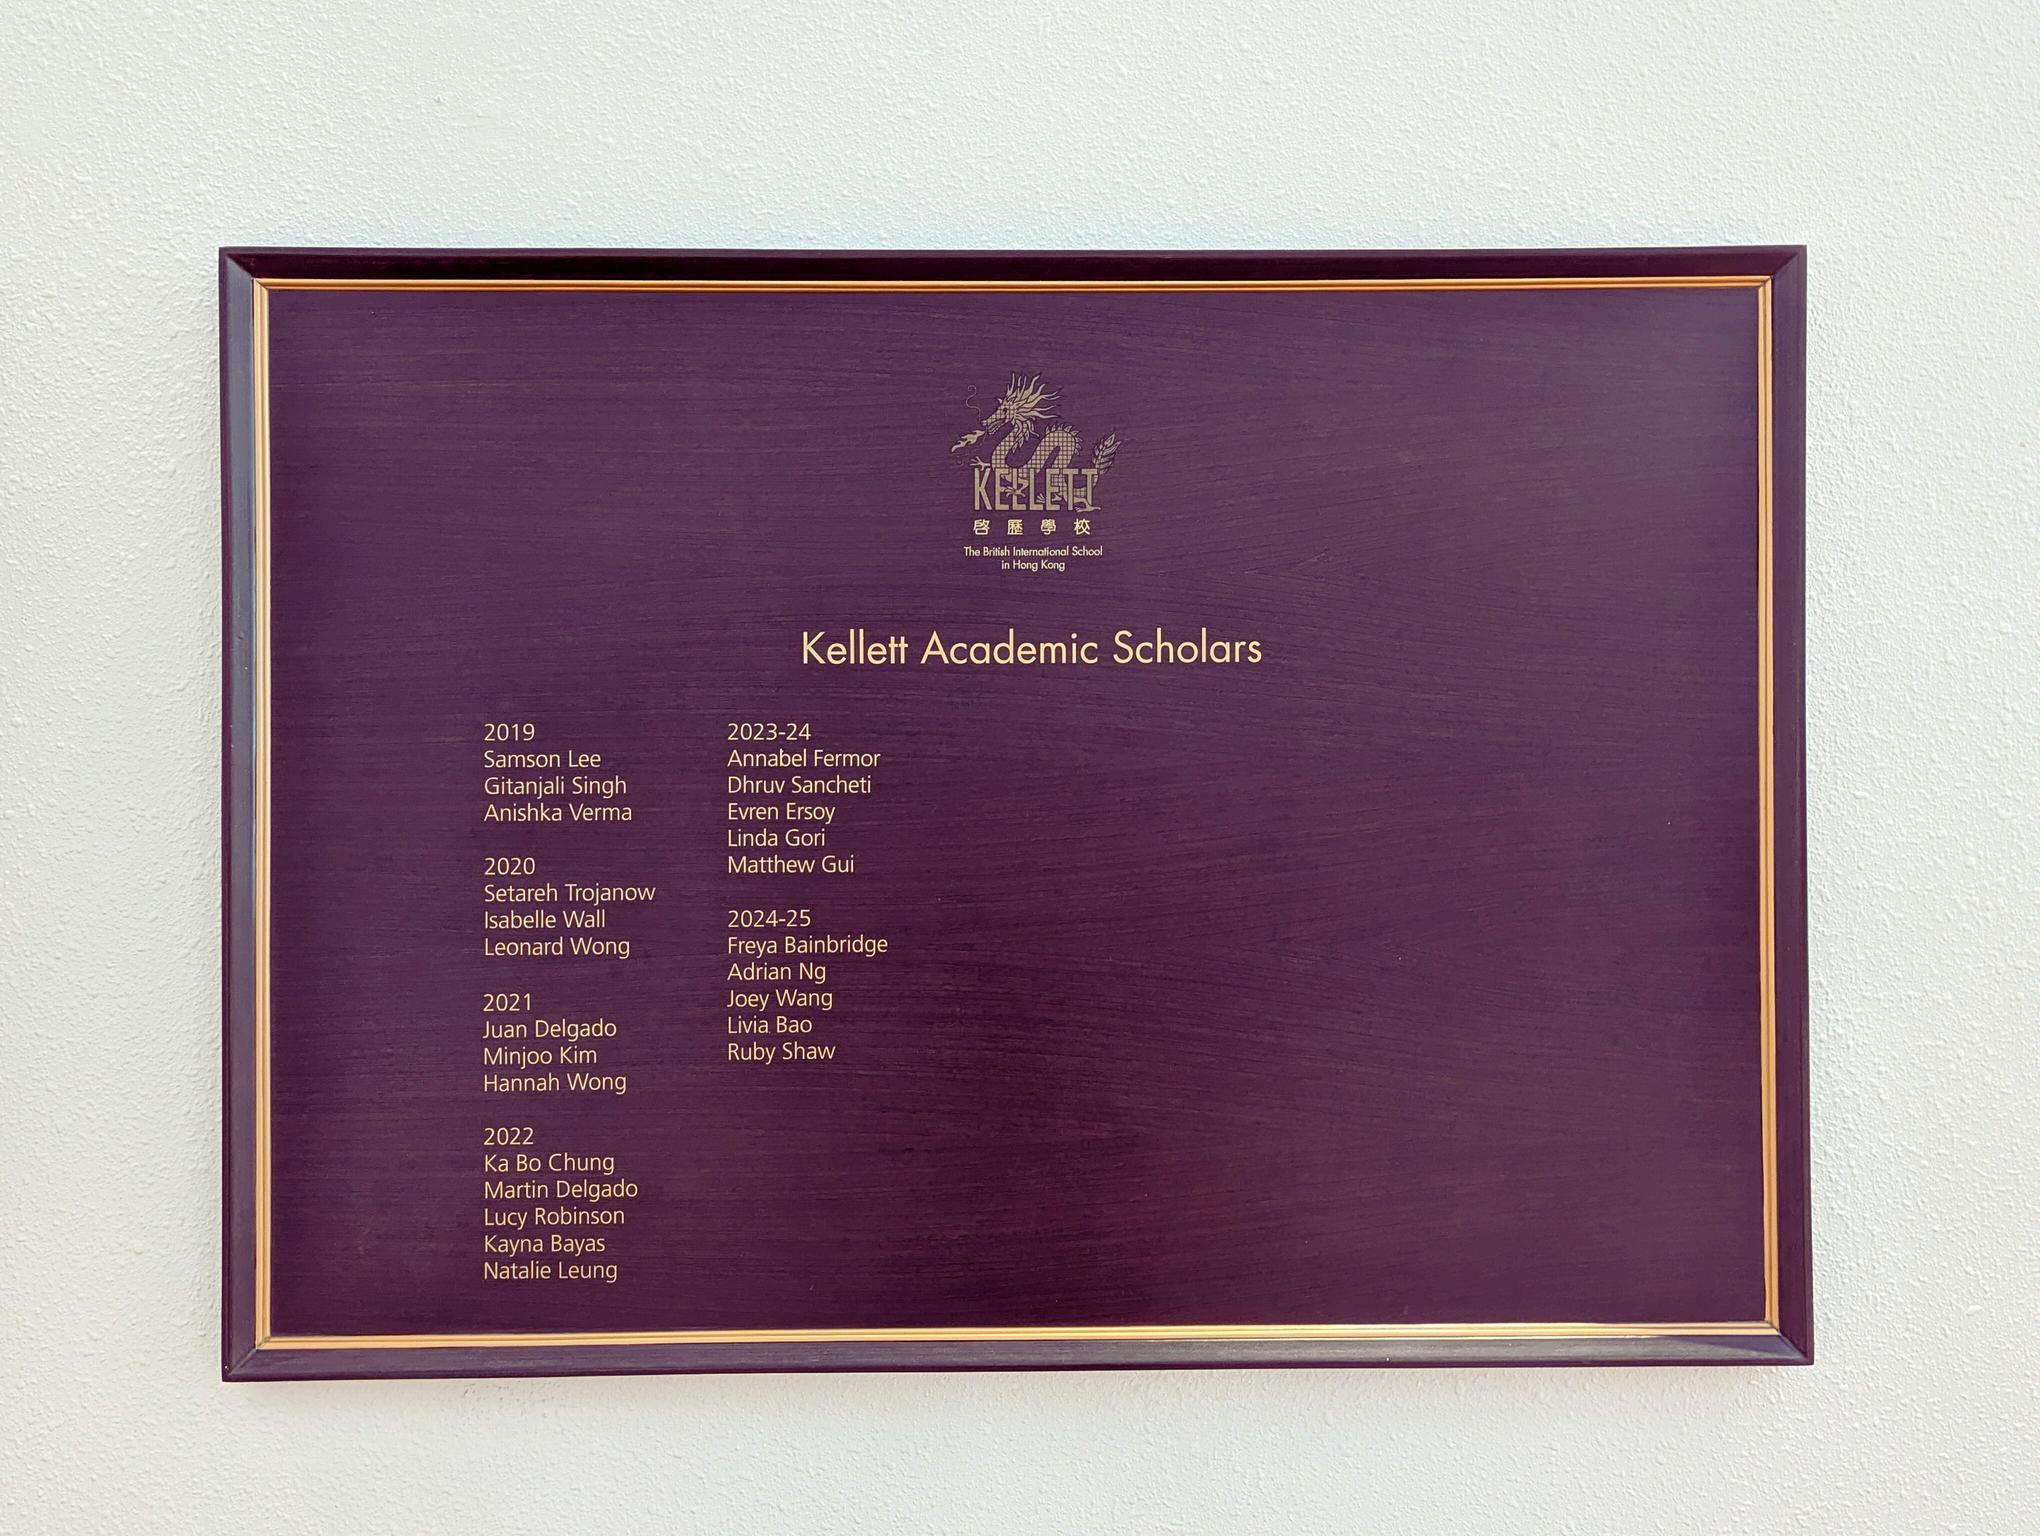 KELLETT
啓歷學校
The British International School
in Hong Kong
Kellett Academic Scholars
2019
Samson Lee
Gitanjali Singh
Anishka Verma
2020
Setareh Trojanow
Isabelle Wall
Leonard Wong
2021
Juan Delgado
Minjoo Kim
Hannah Wong
2022
Ka Bo Chung
Martin Delgado
Lucy Robinson
Kayna Bayas
Natalie Leung
2023-24
Annabel Fermor
Dhruv Sancheti
Evren Ersoy
Linda Gori
Matthew Gui
2024-25
Freya Bainbridge
Adrian Ng
Joey Wang
Livia Bao
Ruby Shaw